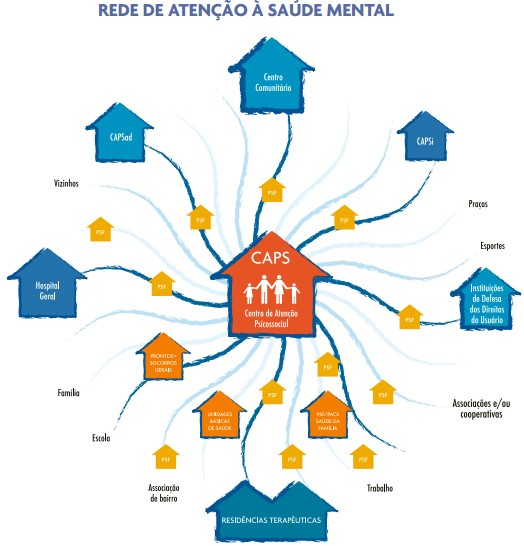 REDE DE ATENÇÃO À SAÚDE MENTAL
Centro
Comunitário
CAPSad
CAPSi
Vizinhos
PSF
PSF
PSF
Praças
PSF
Esportes
CAPS
Centro de Atenção
Psicossocial
Hospital
Geral
PSF
Instituições
de Defesa
dos Direitos
do Usuário
PSF
PRONTOS-
SOCORROS
GERAIS
PSF
Família
PSF
PSF
Associações e/ou
cooperativas
UNIDADES
BÁSICAS
DE SAÚDE
PSF/PACS
SAÚDE DA
FAMÍLIA
Escola
PSF
PSF
PSF
Associação
de bairro
Trabalho
RESIDÊNCIAS TERAPÊUTICAS